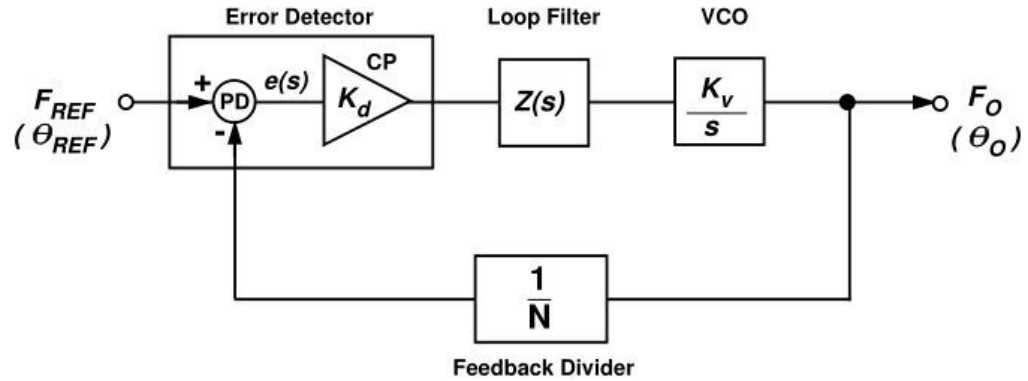 Error Detector
Loop Filter
VCO
CP
+
PD
-
e(s)
K_d
Z(s)
K_v
s
F_REF
(θ_REF)
F_O
(θ_O)
1
N
Feedback Divider